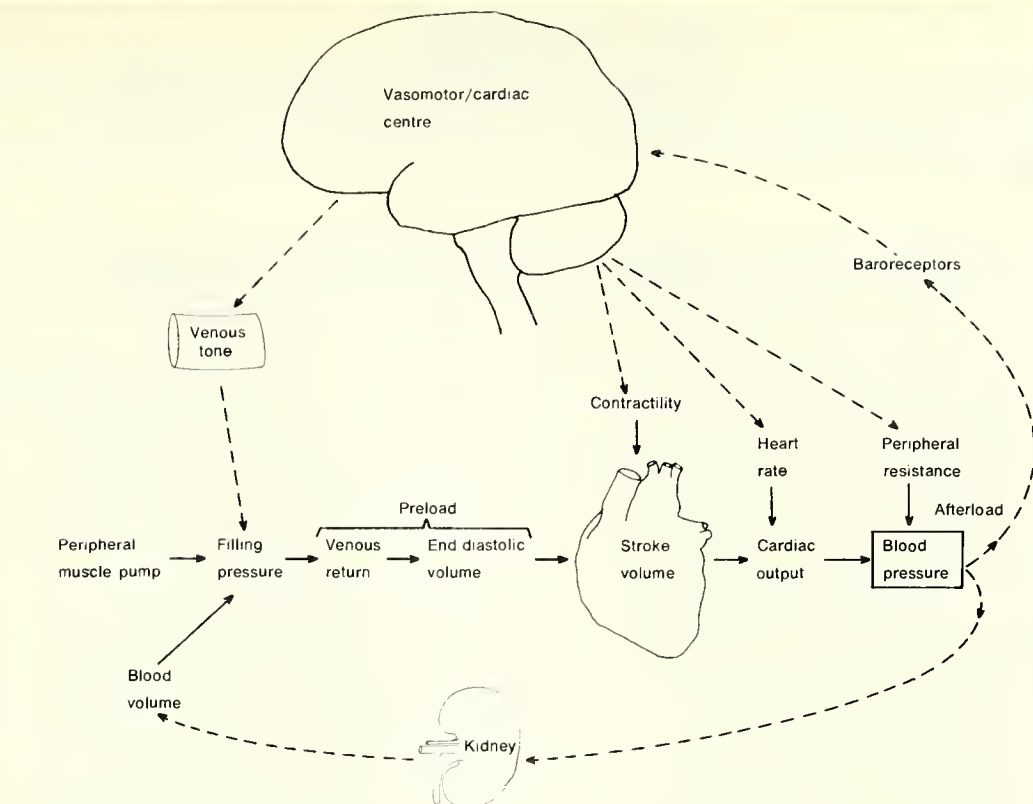 Vasomotor/cardiac
centre
Baroreceptors
Venous
tone
Contractility
Heart
rate
Peripheral
resistance
Preload
Afterload
Peripheral
muscle pump
Filling
pressure
Venous
return
End diastolic
volume
Stroke
volume
Cardiac
output
Blood
pressure
Blood
volume
Kidney